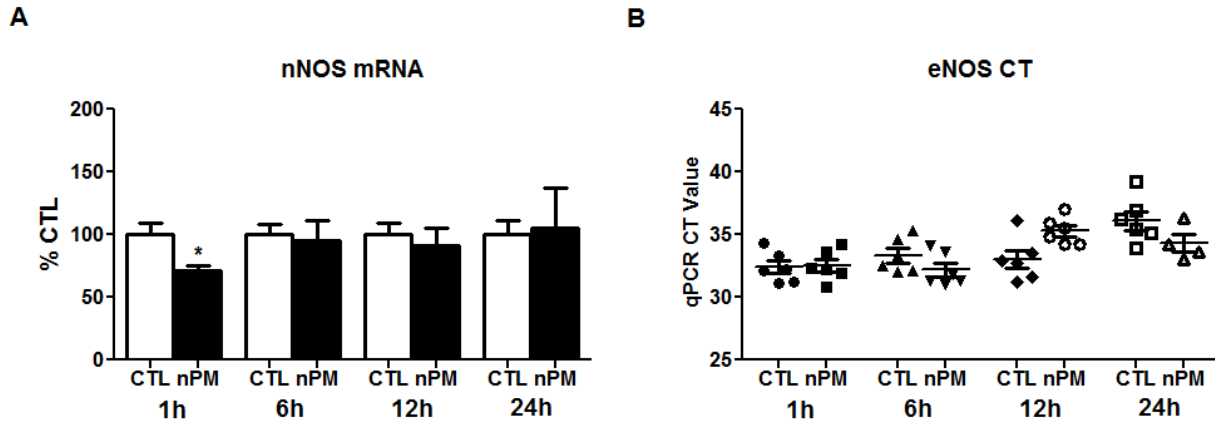 A
nNOS mRNA
% CTL
200
150
100
50
0
*
CTL nPM CTL nPM CTL nPM CTL nPM
1h 6h 12h 24h
B
eNOS CT
qPCR CT Value
45
40
35
30
25
CTL nPM CTL nPM CTL nPM CTL nPM
1h 6h 12h 24h